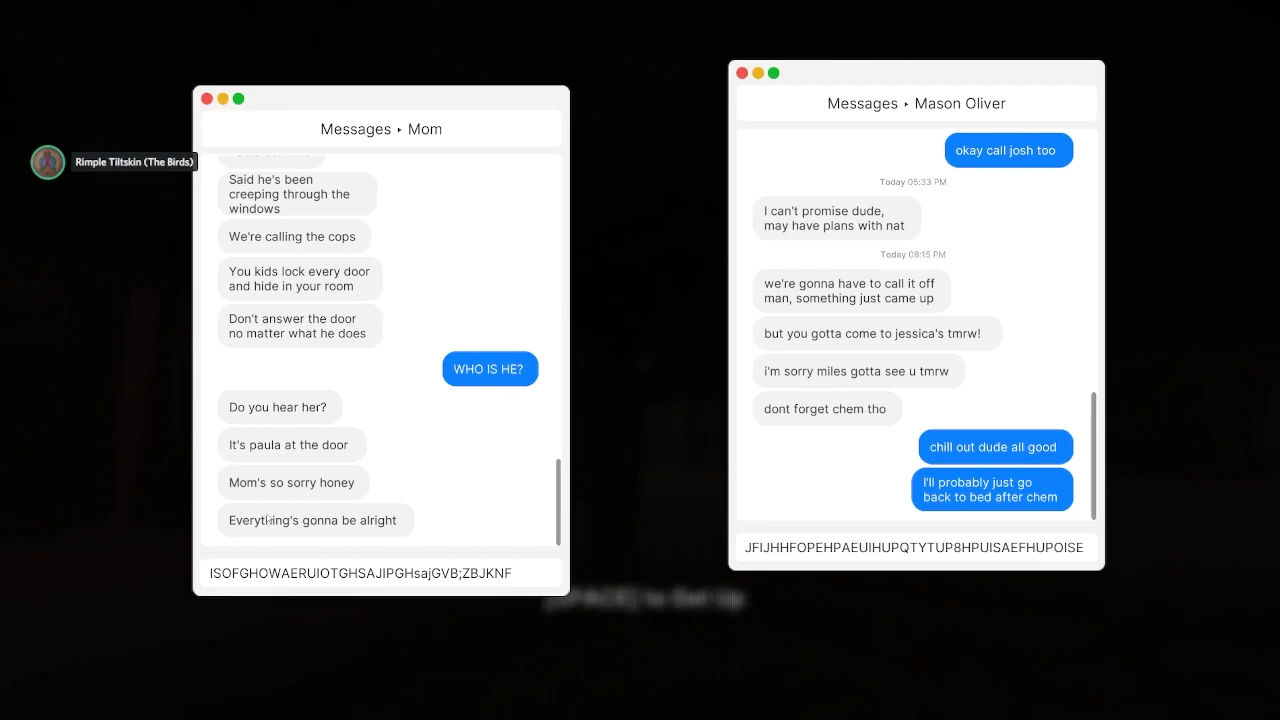 Messages ▸ Mom
Rimple Tiltskin (The Birds)
Said he's been
creeping through the
windows
We're calling the cops
You kids lock every door
and hide in your room
Don't answer the door
no matter what he does
WHO IS HE?
Do you hear her?
It's paula at the door
Mom's so sorry honey
Everything's gonna be alright
ISOFGHOWAERUIOTGHSAJIPGHsajGVB;ZBJKNF
Messages ▸ Mason Oliver
okay call josh too
Today 05:33 PM
I can't promise dude,
may have plans with nat
Today 08:15 PM
we're gonna have to call it off
man, something just came up
but you gotta come to jessica's tmrw!
i'm sorry miles gotta see u tmrw
dont forget chem tho
chill out dude all good
I'll probably just go
back to bed after chem
JFIJHHFOPEHPAEUIHUPQTYTUP8HPUISAEFHUPOISE
[SPACE] to Get Up